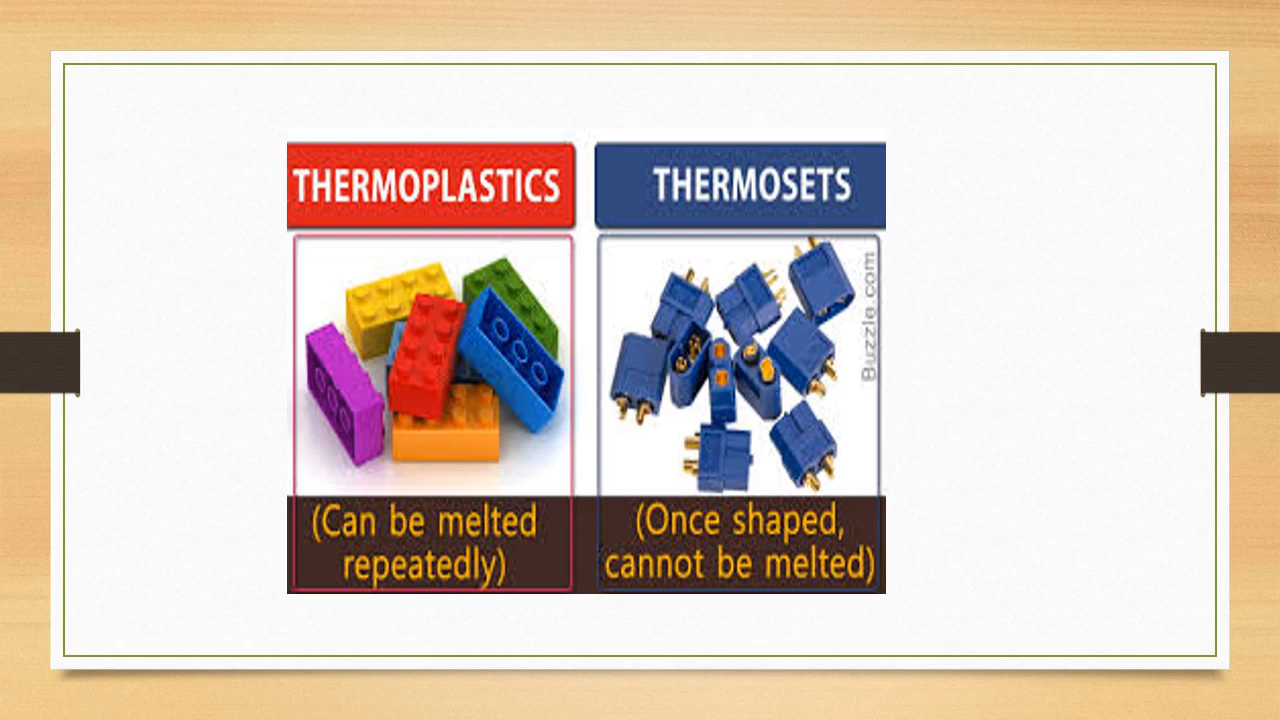 THERMOPLASTICS
THERMOSETS
Buzzle.com
(Can be melted
repeatedly)
(Once shaped,
cannot be melted)